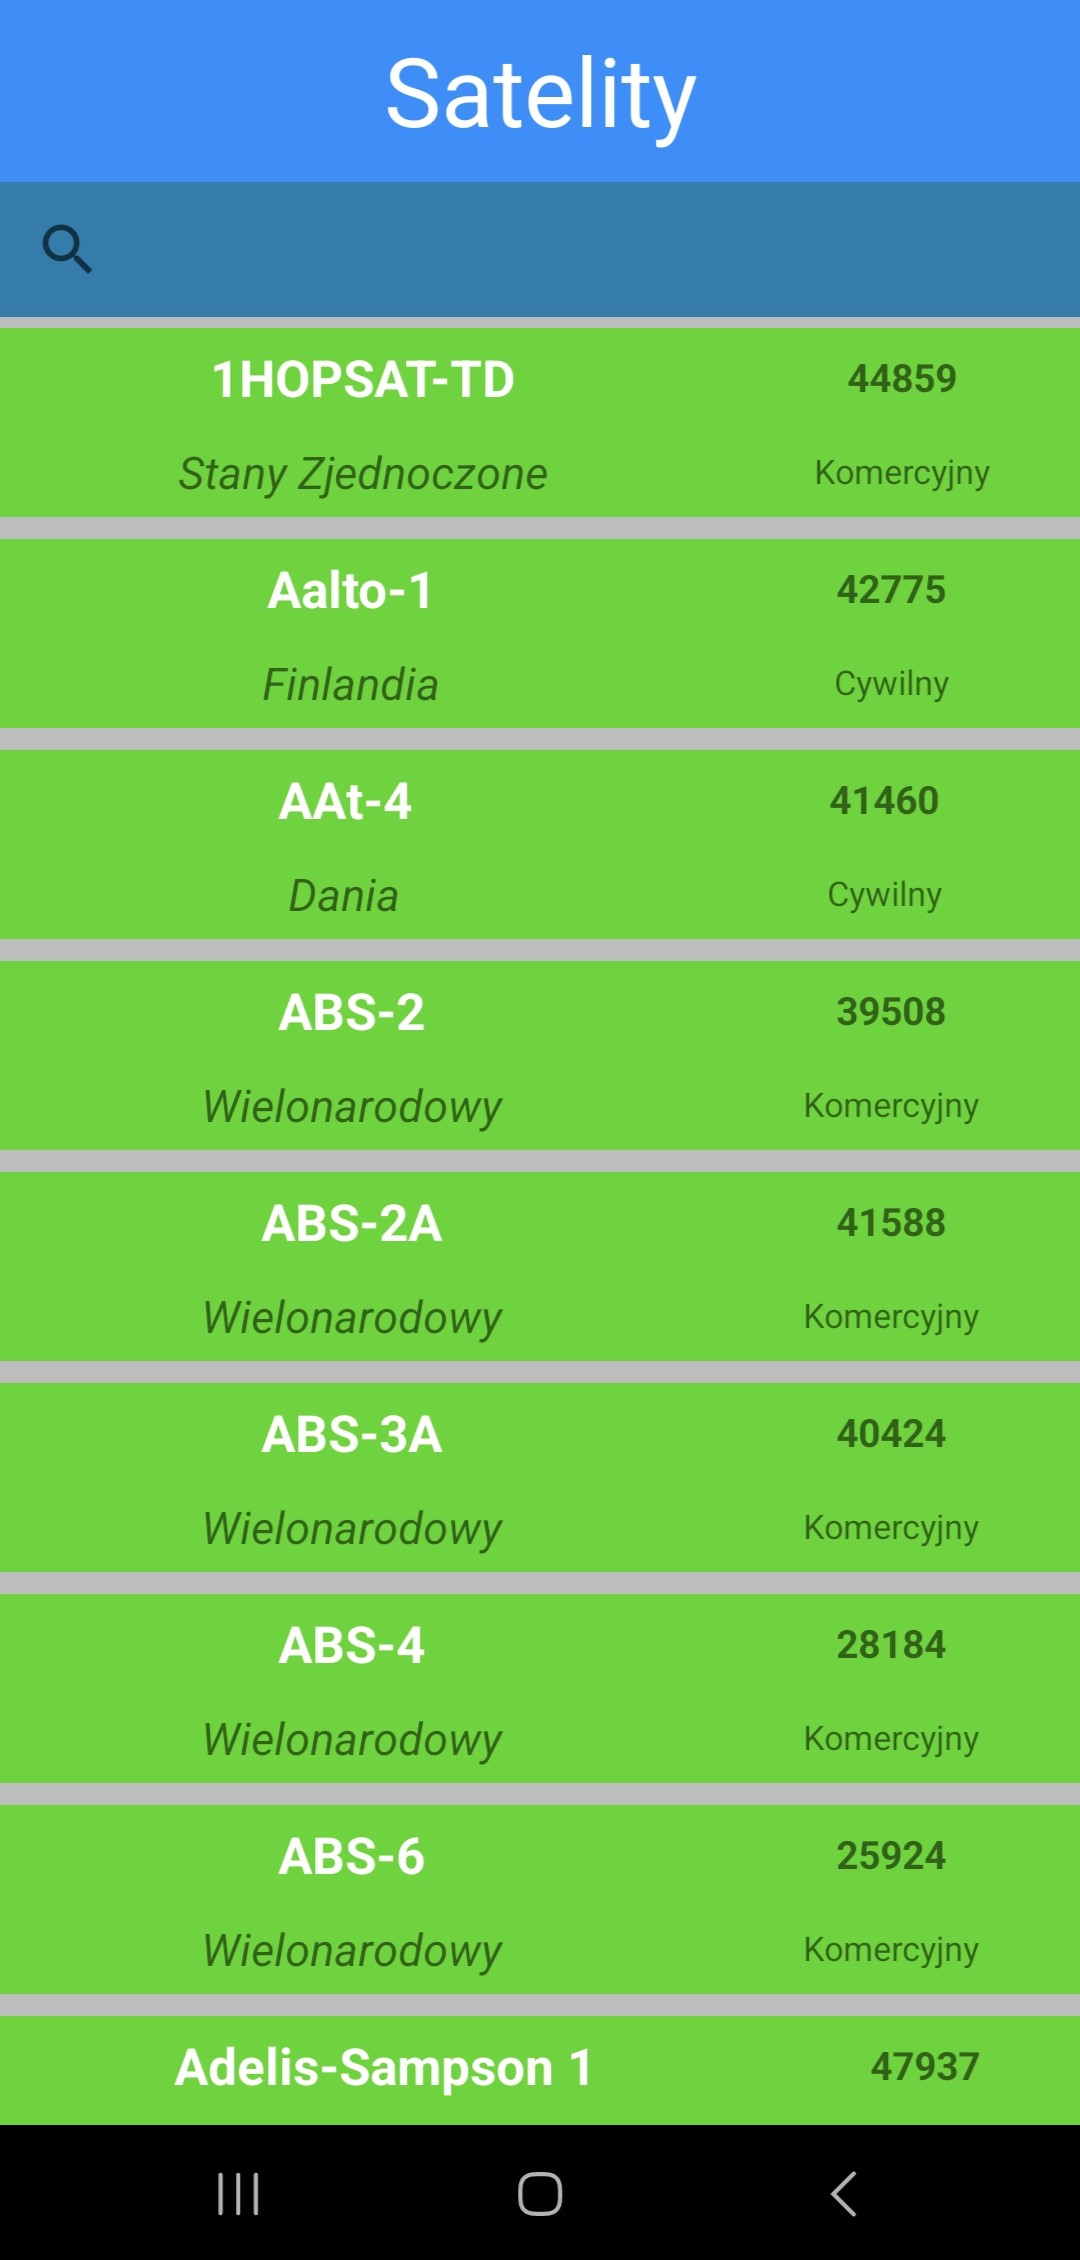 Satelity
1HOPSAT-TD 44859
Stany Zjednoczone Komercyjny
Aalto-1 42775
Finlandia Cywilny
AAt-4 41460
Dania Cywilny
ABS-2 39508
Wielonarodowy Komercyjny
ABS-2A 41588
Wielonarodowy Komercyjny
ABS-3A 40424
Wielonarodowy Komercyjny
ABS-4 28184
Wielonarodowy Komercyjny
ABS-6 25924
Wielonarodowy Komercyjny
Adelis-Sampson 1 47937